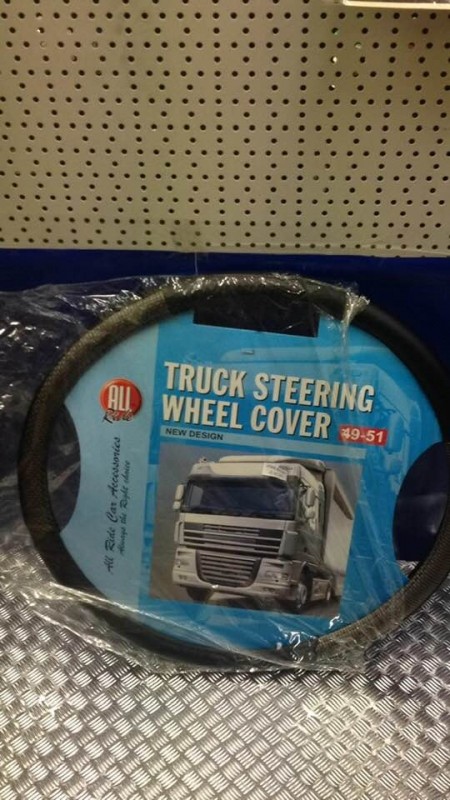 ALL
Ride
TRUCK STEERING
WHEEL COVER
49-51
NEW DESIGN
All Ride Car Accessories
Always the Right choice